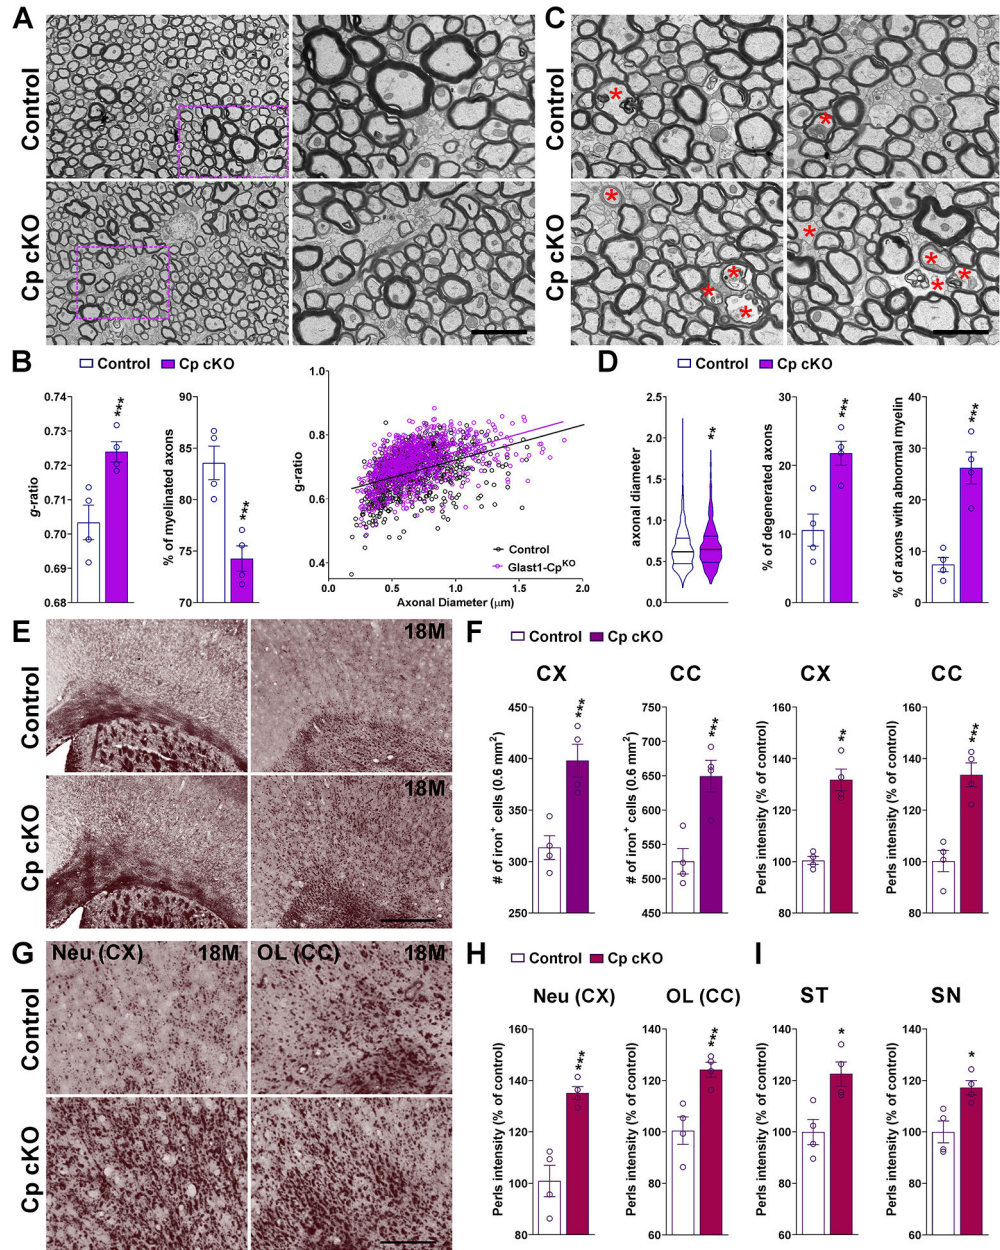 A
Control
Cp cKO
C
Control
Cp cKO
* *
* * * * * * * *
B
Control Cp cKO
g-ratio
0.74
0.73
0.72
0.71
0.70
0.69
0.68
***
% of myelinated axons
90
85
80
75
70
***
g-ratio
1.0
0.8
0.6
0.4
0.0 0.5 1.0 1.5 2.0
Axonal Diameter (μm)
Control
Glast1-Cp^KO
D
Control Cp cKO
axonal diameter
2.5
2.0
1.5
1.0
0.5
0.0
**
% of degenerated axons
30
20
10
0
***
% of axons with abnormal myelin
40
30
20
10
0
***
E
Control
Cp cKO
18M
18M
F
Control Cp cKO
CX
# of iron⁺ cells (0.6 mm²)
450
400
350
300
250
***
CC
# of iron⁺ cells (0.6 mm²)
750
700
650
600
550
500
450
***
CX
Perls intensity (% of control)
160
140
120
100
80
**
CC
Perls intensity (% of control)
160
140
120
100
80
***
G
Control
Cp cKO
Neu (CX) 18M
OL (CC) 18M
H
Control Cp cKO
Neu (CX)
Perls intensity (% of control)
160
140
120
100
80
***
OL (CC)
Perls intensity (% of control)
140
120
100
80
60
***
I
ST
Perls intensity (% of control)
140
120
100
80
60
*
SN
Perls intensity (% of control)
140
120
100
80
60
*